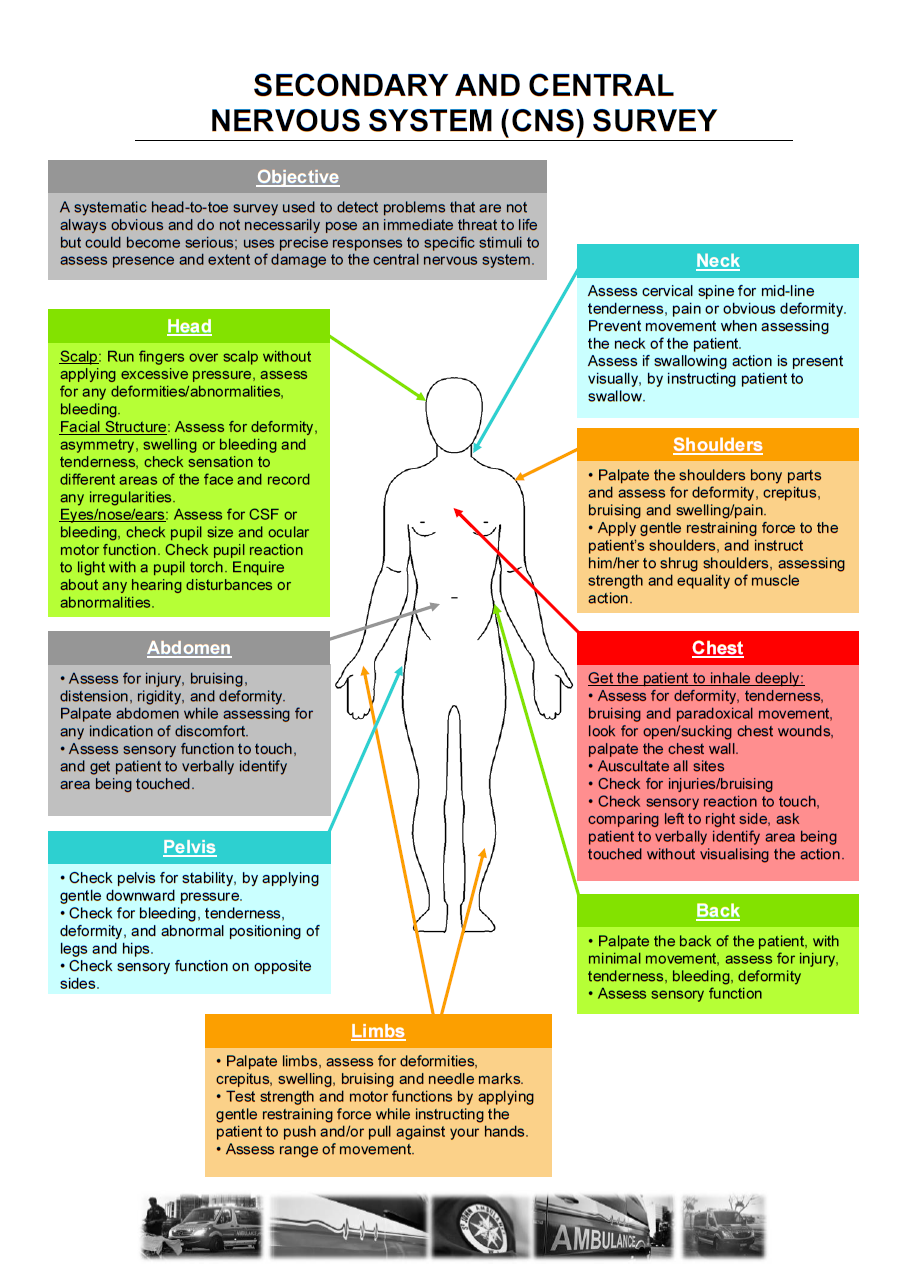 SECONDARY AND CENTRAL
NERVOUS SYSTEM (CNS) SURVEY
Objective
A systematic head-to-toe survey used to detect problems that are not
always obvious and do not necessarily pose an immediate threat to life
but could become serious; uses precise responses to specific stimuli to
assess presence and extent of damage to the central nervous system.
Neck
Assess cervical spine for mid-line
tenderness, pain or obvious deformity.
Prevent movement when assessing
the neck of the patient.
Assess if swallowing action is present
visually, by instructing patient to
swallow.
Head
Scalp: Run fingers over scalp without
applying excessive pressure, assess
for any deformities/abnormalities,
bleeding.
Facial Structure: Assess for deformity,
asymmetry, swelling or bleeding and
tenderness, check sensation to
different areas of the face and record
any irregularities.
Eyes/nose/ears: Assess for CSF or
bleeding, check pupil size and ocular
motor function. Check pupil reaction
to light with a pupil torch. Enquire
about any hearing disturbances or
abnormalities.
Shoulders
• Palpate the shoulders bony parts
and assess for deformity, crepitus,
bruising and swelling/pain.
• Apply gentle restraining force to the
patient's shoulders, and instruct
him/her to shrug shoulders, assessing
strength and equality of muscle
action.
Abdomen
• Assess for injury, bruising,
distension, rigidity, and deformity.
Palpate abdomen while assessing for
any indication of discomfort.
• Assess sensory function to touch,
and get patient to verbally identify
area being touched.
Chest
Get the patient to inhale deeply:
• Assess for deformity, tenderness,
bruising and paradoxical movement,
look for open/sucking chest wounds,
palpate the chest wall.
• Auscultate all sites
• Check for injuries/bruising
• Check sensory reaction to touch,
comparing left to right side, ask
patient to verbally identify area being
touched without visualising the action.
Pelvis
• Check pelvis for stability, by applying
gentle downward pressure.
• Check for bleeding, tenderness,
deformity, and abnormal positioning of
legs and hips.
• Check sensory function on opposite
sides.
Back
• Palpate the back of the patient, with
minimal movement, assess for injury,
tenderness, bleeding, deformity
• Assess sensory function
Limbs
• Palpate limbs, assess for deformities,
crepitus, swelling, bruising and needle marks.
• Test strength and motor functions by applying
gentle restraining force while instructing the
patient to push and/or pull against your hands.
• Assess range of movement.
AMBULANCE